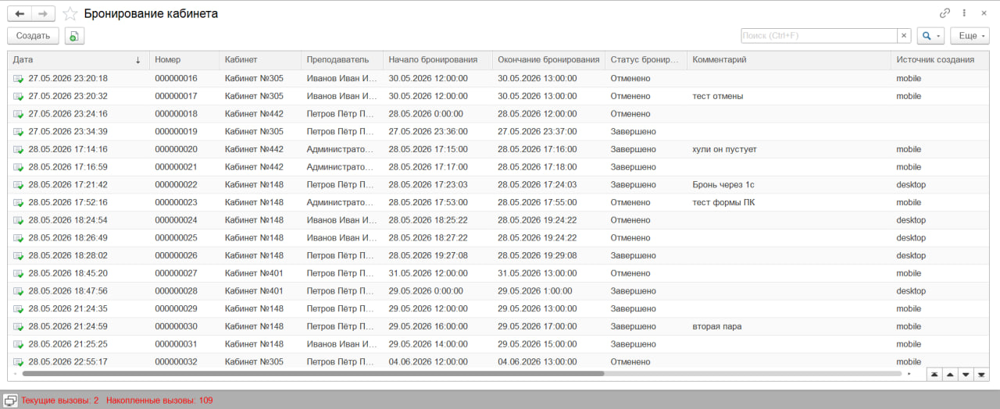 Бронирование кабинета
Создать Поиск (Ctrl+F) Еще
Дата Номер Кабинет Преподаватель Начало бронирования Окончание бронирования Статус бронир... Комментарий Источник создания
27.05.2026 23:20:18 000000016 Кабинет №305 Иванов Иван И... 30.05.2026 12:00:00 30.05.2026 13:00:00 Отменено mobile
27.05.2026 23:20:32 000000017 Кабинет №305 Иванов Иван И... 30.05.2026 12:00:00 30.05.2026 13:00:00 Отменено тест отмены mobile
27.05.2026 23:24:16 000000018 Кабинет №442 Петров Пётр П... 28.05.2026 0:00:00 28.05.2026 12:00:00 Отменено
27.05.2026 23:34:39 000000019 Кабинет №305 Петров Пётр П... 27.05.2026 23:36:00 27.05.2026 23:37:00 Завершено
28.05.2026 17:14:16 000000020 Кабинет №442 Администрато... 28.05.2026 17:15:00 28.05.2026 17:16:00 Завершено хули он пустует mobile
28.05.2026 17:16:59 000000021 Кабинет №442 Администрато... 28.05.2026 17:17:00 28.05.2026 17:18:00 Завершено mobile
28.05.2026 17:21:42 000000022 Кабинет №148 Петров Пётр П... 28.05.2026 17:23:03 28.05.2026 17:24:03 Завершено Бронь через 1с desktop
28.05.2026 17:52:16 000000023 Кабинет №148 Администрато... 28.05.2026 17:53:00 28.05.2026 17:55:00 Отменено тест формы ПК mobile
28.05.2026 18:24:54 000000024 Кабинет №148 Иванов Иван И... 28.05.2026 18:25:22 28.05.2026 19:24:22 Отменено desktop
28.05.2026 18:26:49 000000025 Кабинет №148 Иванов Иван И... 28.05.2026 18:27:22 28.05.2026 19:24:22 Отменено desktop
28.05.2026 18:28:02 000000026 Кабинет №148 Петров Пётр П... 28.05.2026 19:27:08 28.05.2026 19:29:08 Завершено desktop
28.05.2026 18:45:20 000000027 Кабинет №401 Петров Пётр П... 31.05.2026 12:00:00 31.05.2026 13:00:00 Отменено mobile
28.05.2026 18:47:56 000000028 Кабинет №401 Петров Пётр П... 29.05.2026 0:00:00 29.05.2026 1:00:00 Завершено desktop
28.05.2026 21:24:35 000000029 Кабинет №148 Петров Пётр П... 29.05.2026 12:00:00 29.05.2026 13:00:00 Завершено mobile
28.05.2026 21:24:59 000000030 Кабинет №148 Петров Пётр П... 29.05.2026 16:00:00 29.05.2026 17:00:00 Завершено вторая пара mobile
28.05.2026 21:25:25 000000031 Кабинет №148 Иванов Иван И... 29.05.2026 14:00:00 29.05.2026 15:00:00 Завершено mobile
28.05.2026 22:55:17 000000032 Кабинет №305 Петров Пётр П... 04.06.2026 12:00:00 04.06.2026 13:00:00 Отменено mobile
Текущие вызовы: 2 Накопленные вызовы: 109